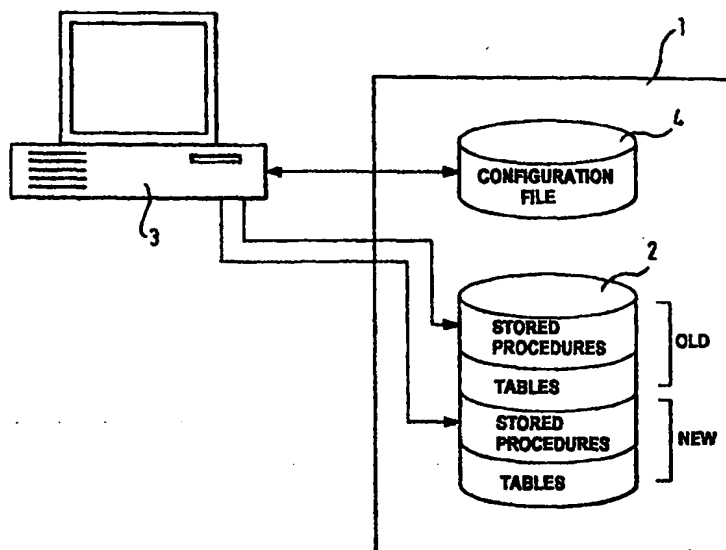 1
4
CONFIGURATION
FILE
3
2
STORED
PROCEDURES
OLD
TABLES
STORED
PROCEDURES
NEW
TABLES